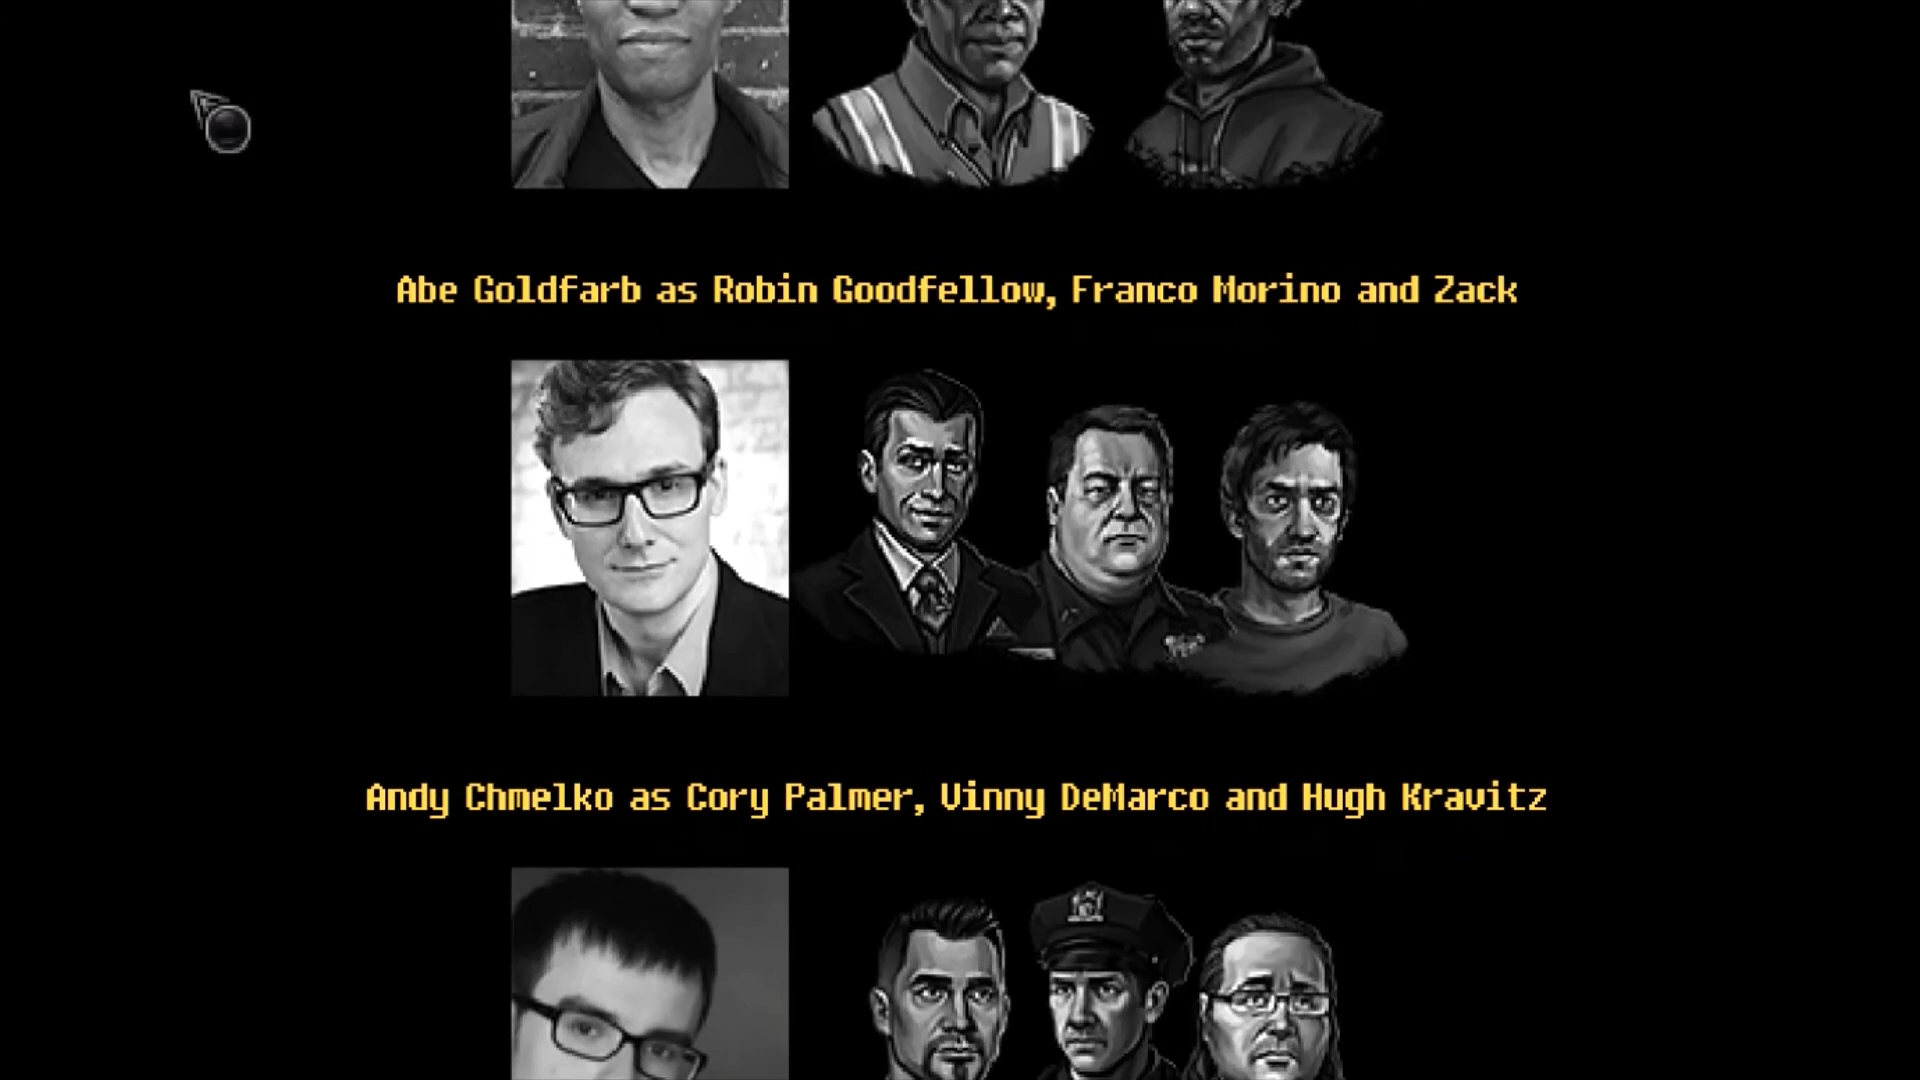 Abe Goldfarb as Robin Goodfellow, Franco Morino and Zack
Andy Chmelko as Cory Palmer, Vinny DeMarco and Hugh Kravitz